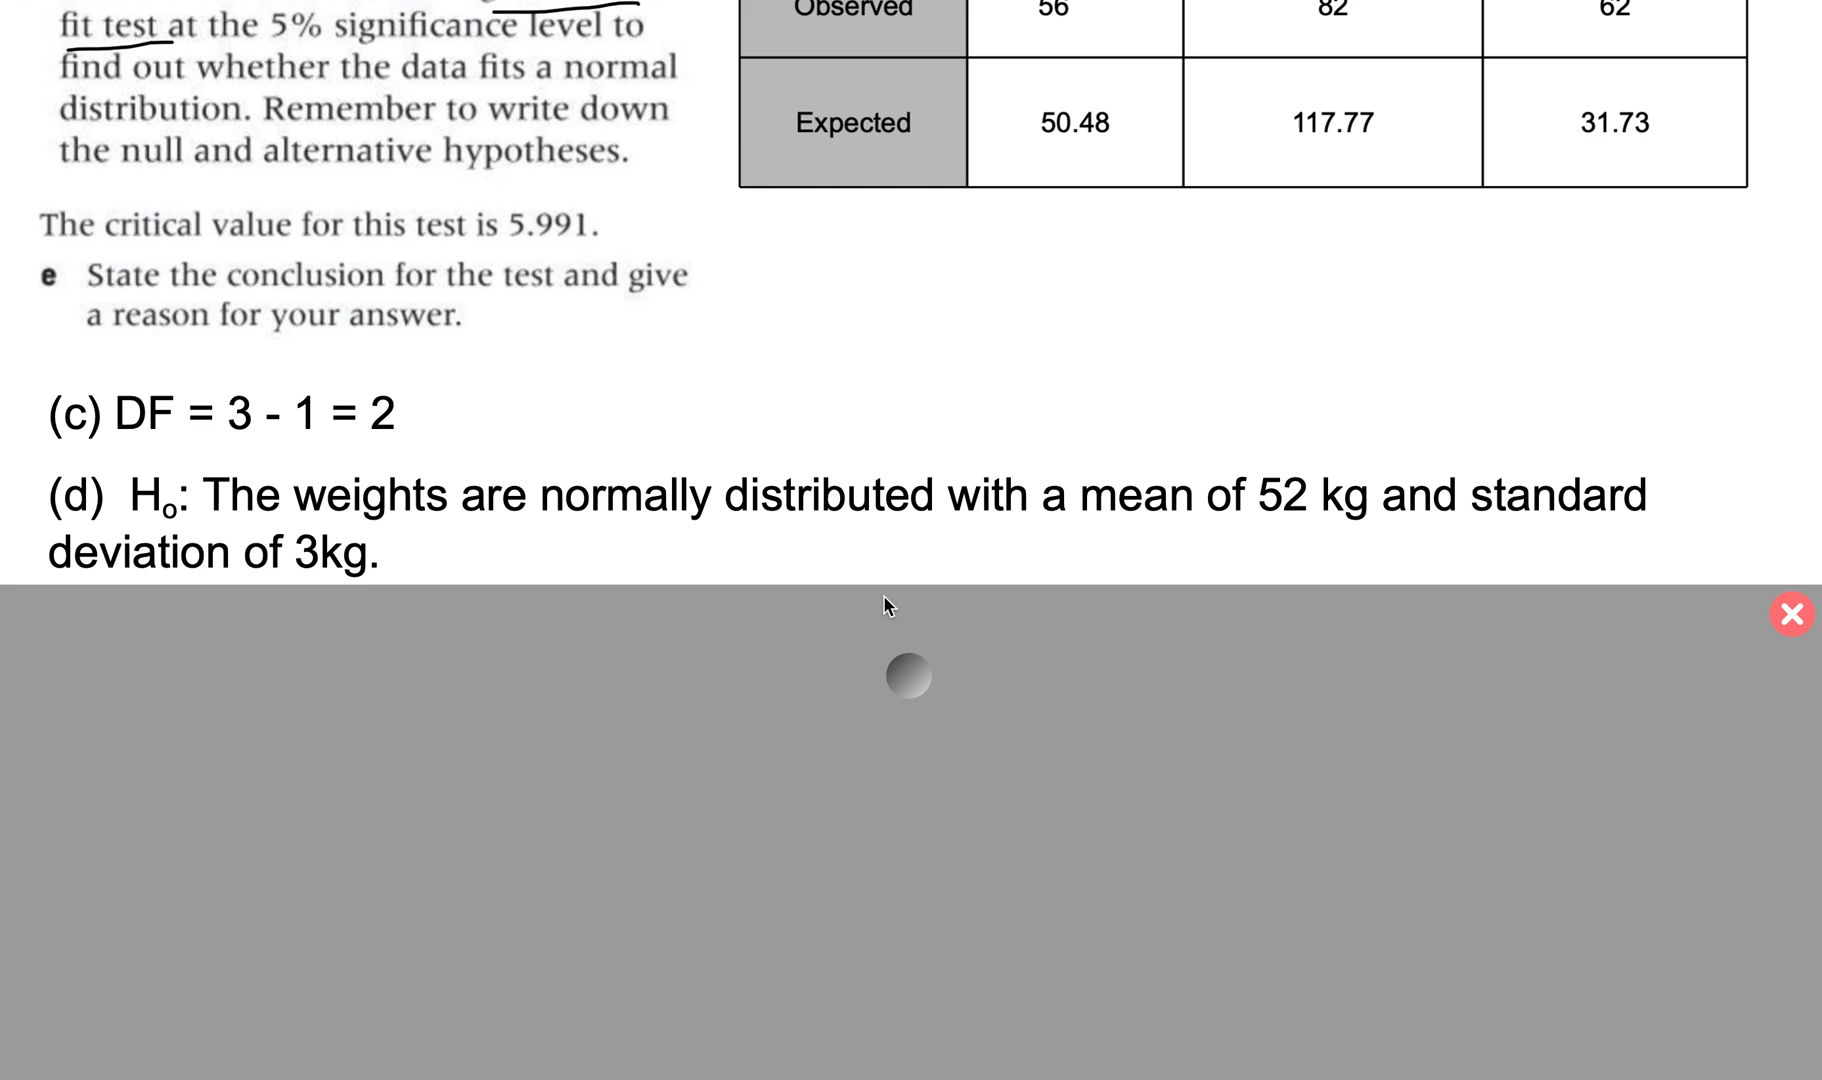 fit test at the 5% significance level to
find out whether the data fits a normal
distribution. Remember to write down
the null and alternative hypotheses.
The critical value for this test is 5.991.
e State the conclusion for the test and give
a reason for your answer.
Observed 56 82 62
Expected 50.48 117.77 31.73
(c) DF = 3 - 1 = 2
(d) Ho: The weights are normally distributed with a mean of 52 kg and standard
deviation of 3kg.